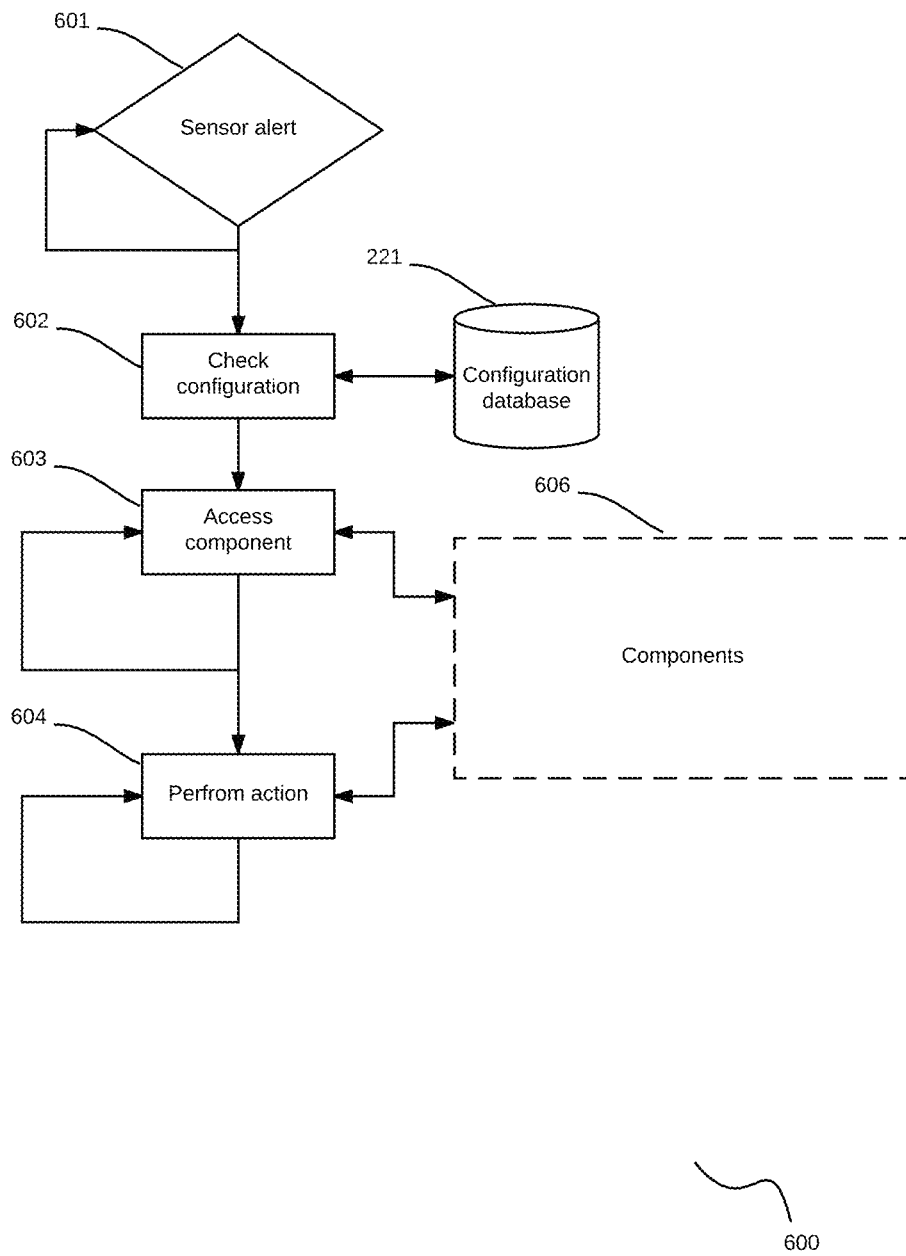 601
Sensor alert
221
602
Check
configuration
Configuration
database
603
Access
component
606
Components
604
Perfrom action
600